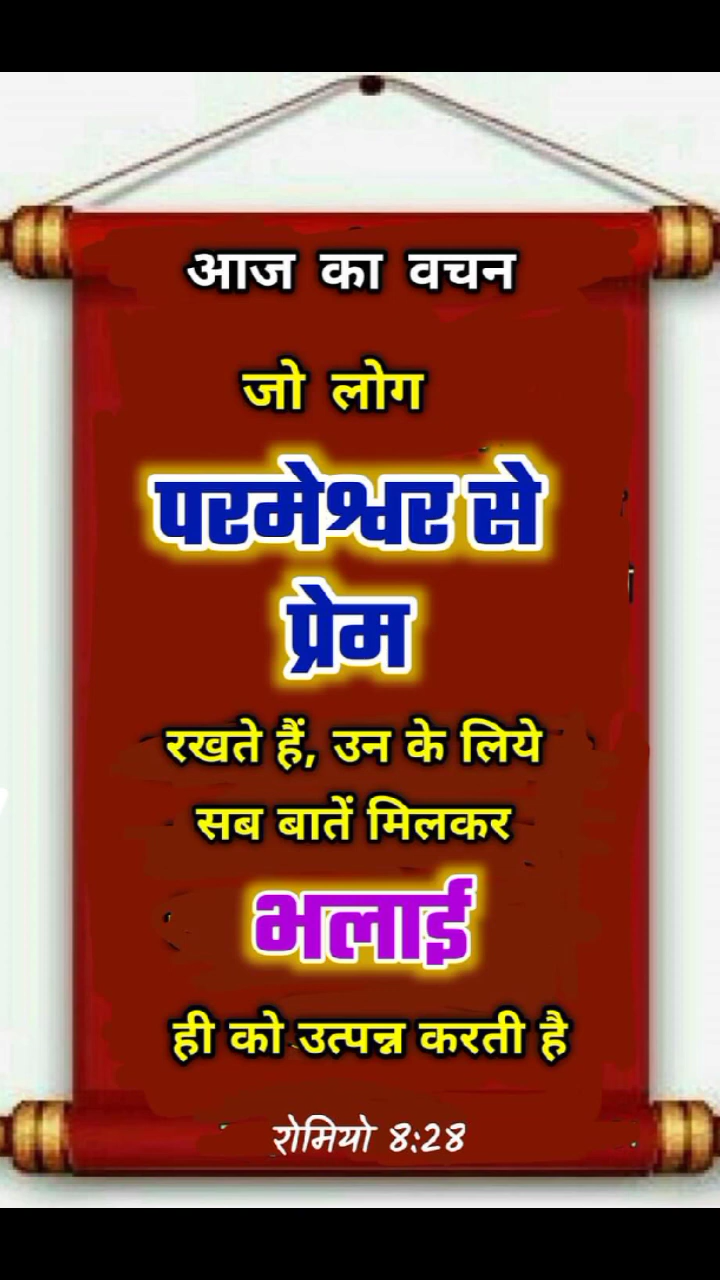 आज का वचन
जो लोग
परमेश्वर से
प्रेम
रखते हैं, उन के लिये
सब बातें मिलकर
भलाई
ही को उत्पन्न करती है
रोमियो 8:28